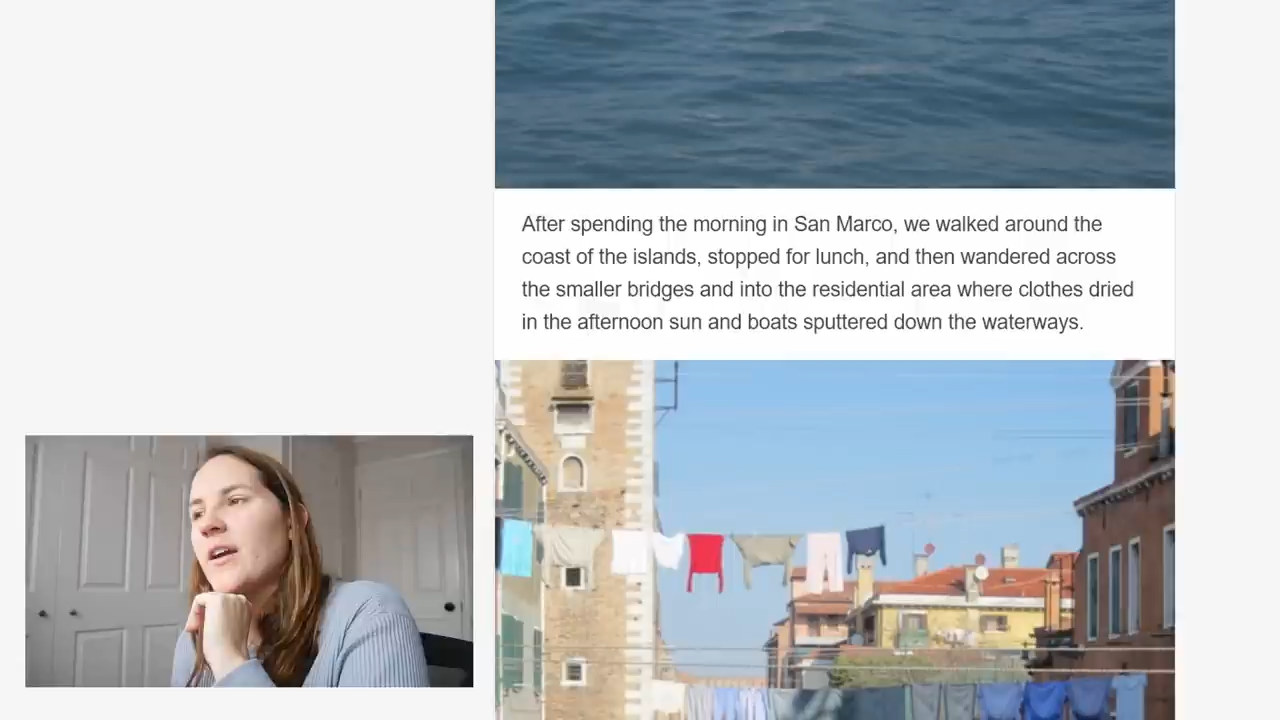 After spending the morning in San Marco, we walked around the
coast of the islands, stopped for lunch, and then wandered across
the smaller bridges and into the residential area where clothes dried
in the afternoon sun and boats sputtered down the waterways.